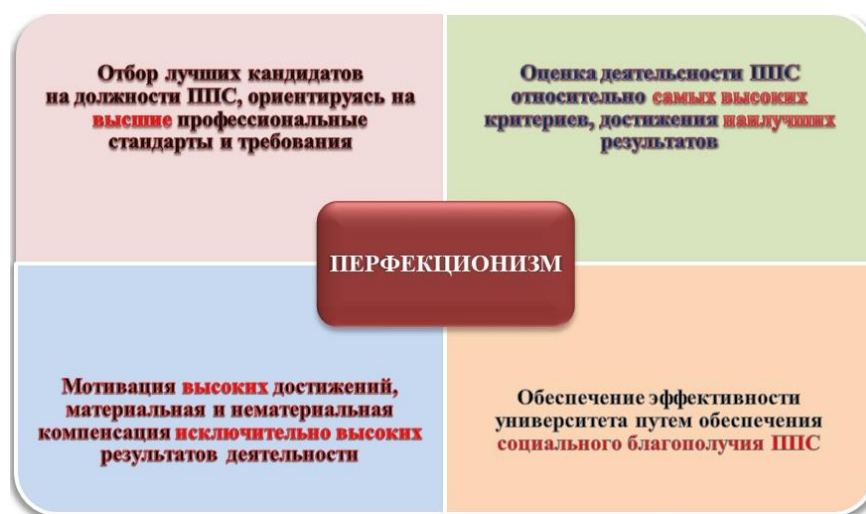 Отбор лучших кандидатов
на должности ППС, ориентируясь на
высшие профессиональные
стандарты и требования
Оценка деятельсности ППС
относительно самых высоких
критериев, достижения наилучших
результатов
ПЕРФЕКЦИОНИЗМ
Мотивация высоких достижений,
материальная и нематериальная
компенсация исключительно высоких
результатов деятельности
Обеспечение эффективности
университета путем обеспечения
социального благополучия ППС